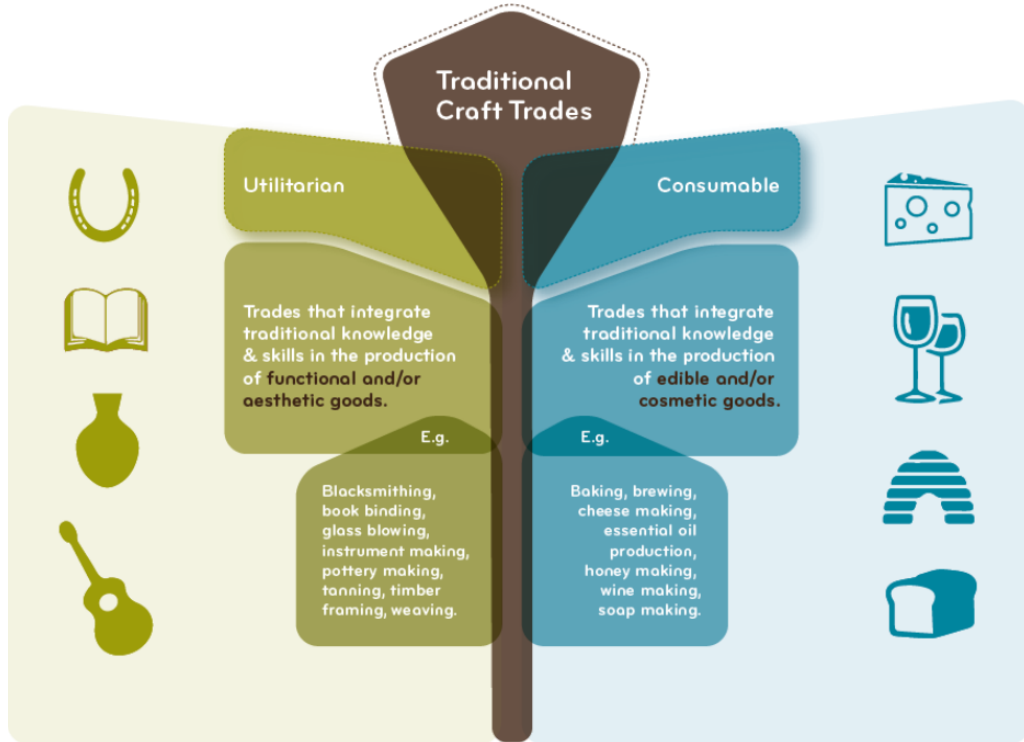 Traditional
Craft Trades
Utilitarian
Trades that integrate
traditional knowledge
& skills in the production
of functional and/or
aesthetic goods.
E.g.
Blacksmithing,
book binding,
glass blowing,
instrument making,
pottery making,
tanning, timber
framing, weaving.
Consumable
Trades that integrate
traditional knowledge
& skills in the production
of edible and/or
cosmetic goods.
E.g.
Baking, brewing,
cheese making,
essential oil
production,
honey making,
wine making,
soap making.